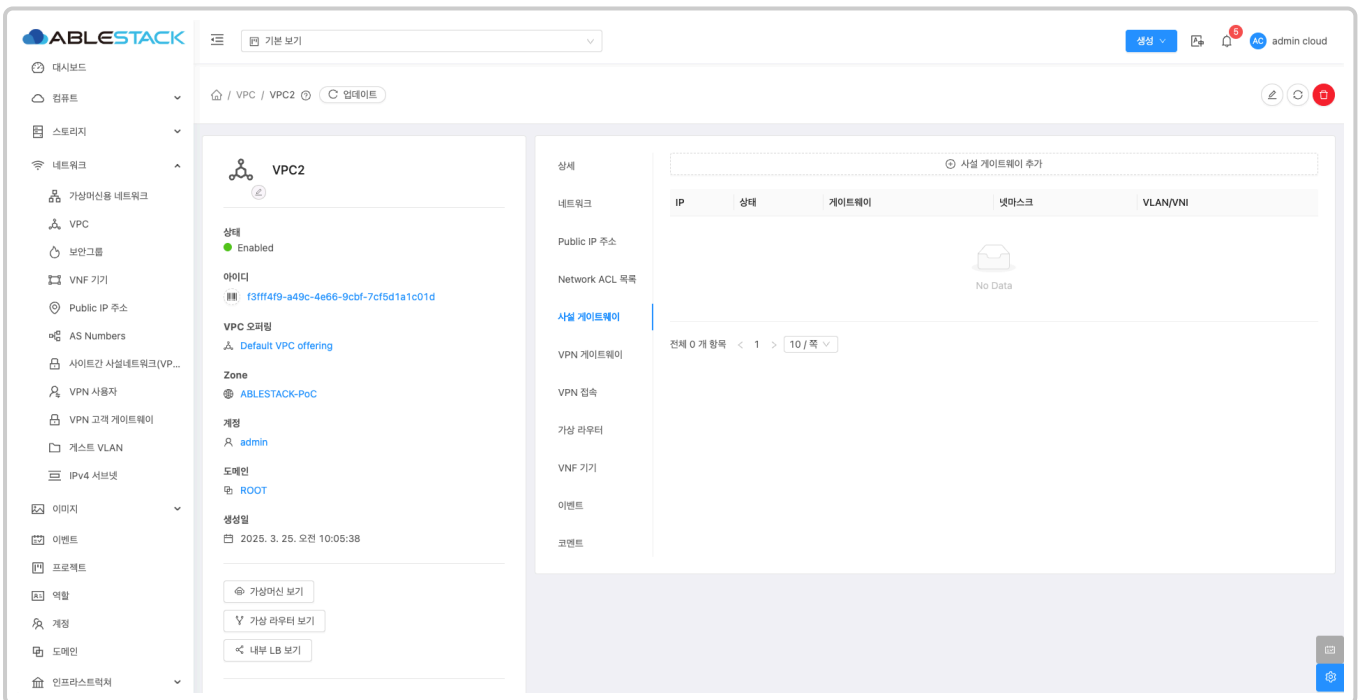 ABLESTACK
기본 보기
생성
5
AC
admin cloud
대시보드
컴퓨트
스토리지
네트워크
가상머신용 네트워크
VPC
보안그룹
VNF 기기
Public IP 주소
AS Numbers
사이트간 사설네트워크(VP...
VPN 사용자
VPN 고객 게이트웨이
게스트 VLAN
IPv4 서브넷
이미지
이벤트
프로젝트
역할
계정
도메인
인프라스트럭쳐
/ VPC / VPC2 업데이트
VPC2
상태
Enabled
아이디
f3fff4f9-a49c-4e66-9cbf-7cf5d1a1c01d
VPC 오퍼링
Default VPC offering
Zone
ABLESTACK-PoC
계정
admin
도메인
ROOT
생성일
2025. 3. 25. 오전 10:05:38
가상머신 보기
가상 라우터 보기
내부 LB 보기
상세
네트워크
Public IP 주소
Network ACL 목록
사설 게이트웨이
VPN 게이트웨이
VPN 접속
가상 라우터
VNF 기기
이벤트
코멘트
사설 게이트웨이 추가
IP 상태 게이트웨이 넷마스크 VLAN/VNI
No Data
전체 0 개 항목 < 1 > 10 / 쪽